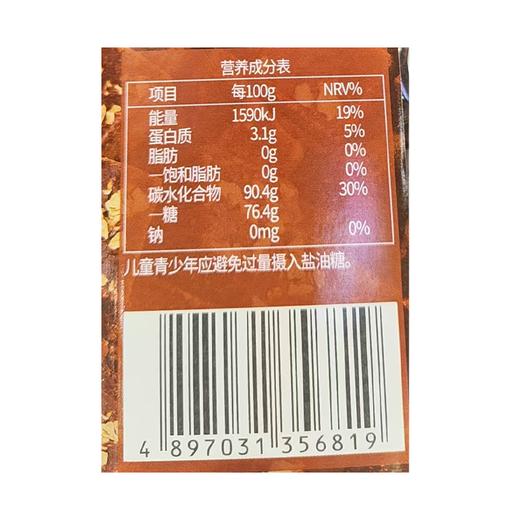 营养成分表
项目 每100g NRV%
能量 1590kJ 19%
蛋白质 3.1g 5%
脂肪 0g 0%
—饱和脂肪 0g 0%
碳水化合物 90.4g 30%
—糖 76.4g
钠 0mg 0%
儿童青少年应避免过量摄入盐油糖。
4 897031 356819